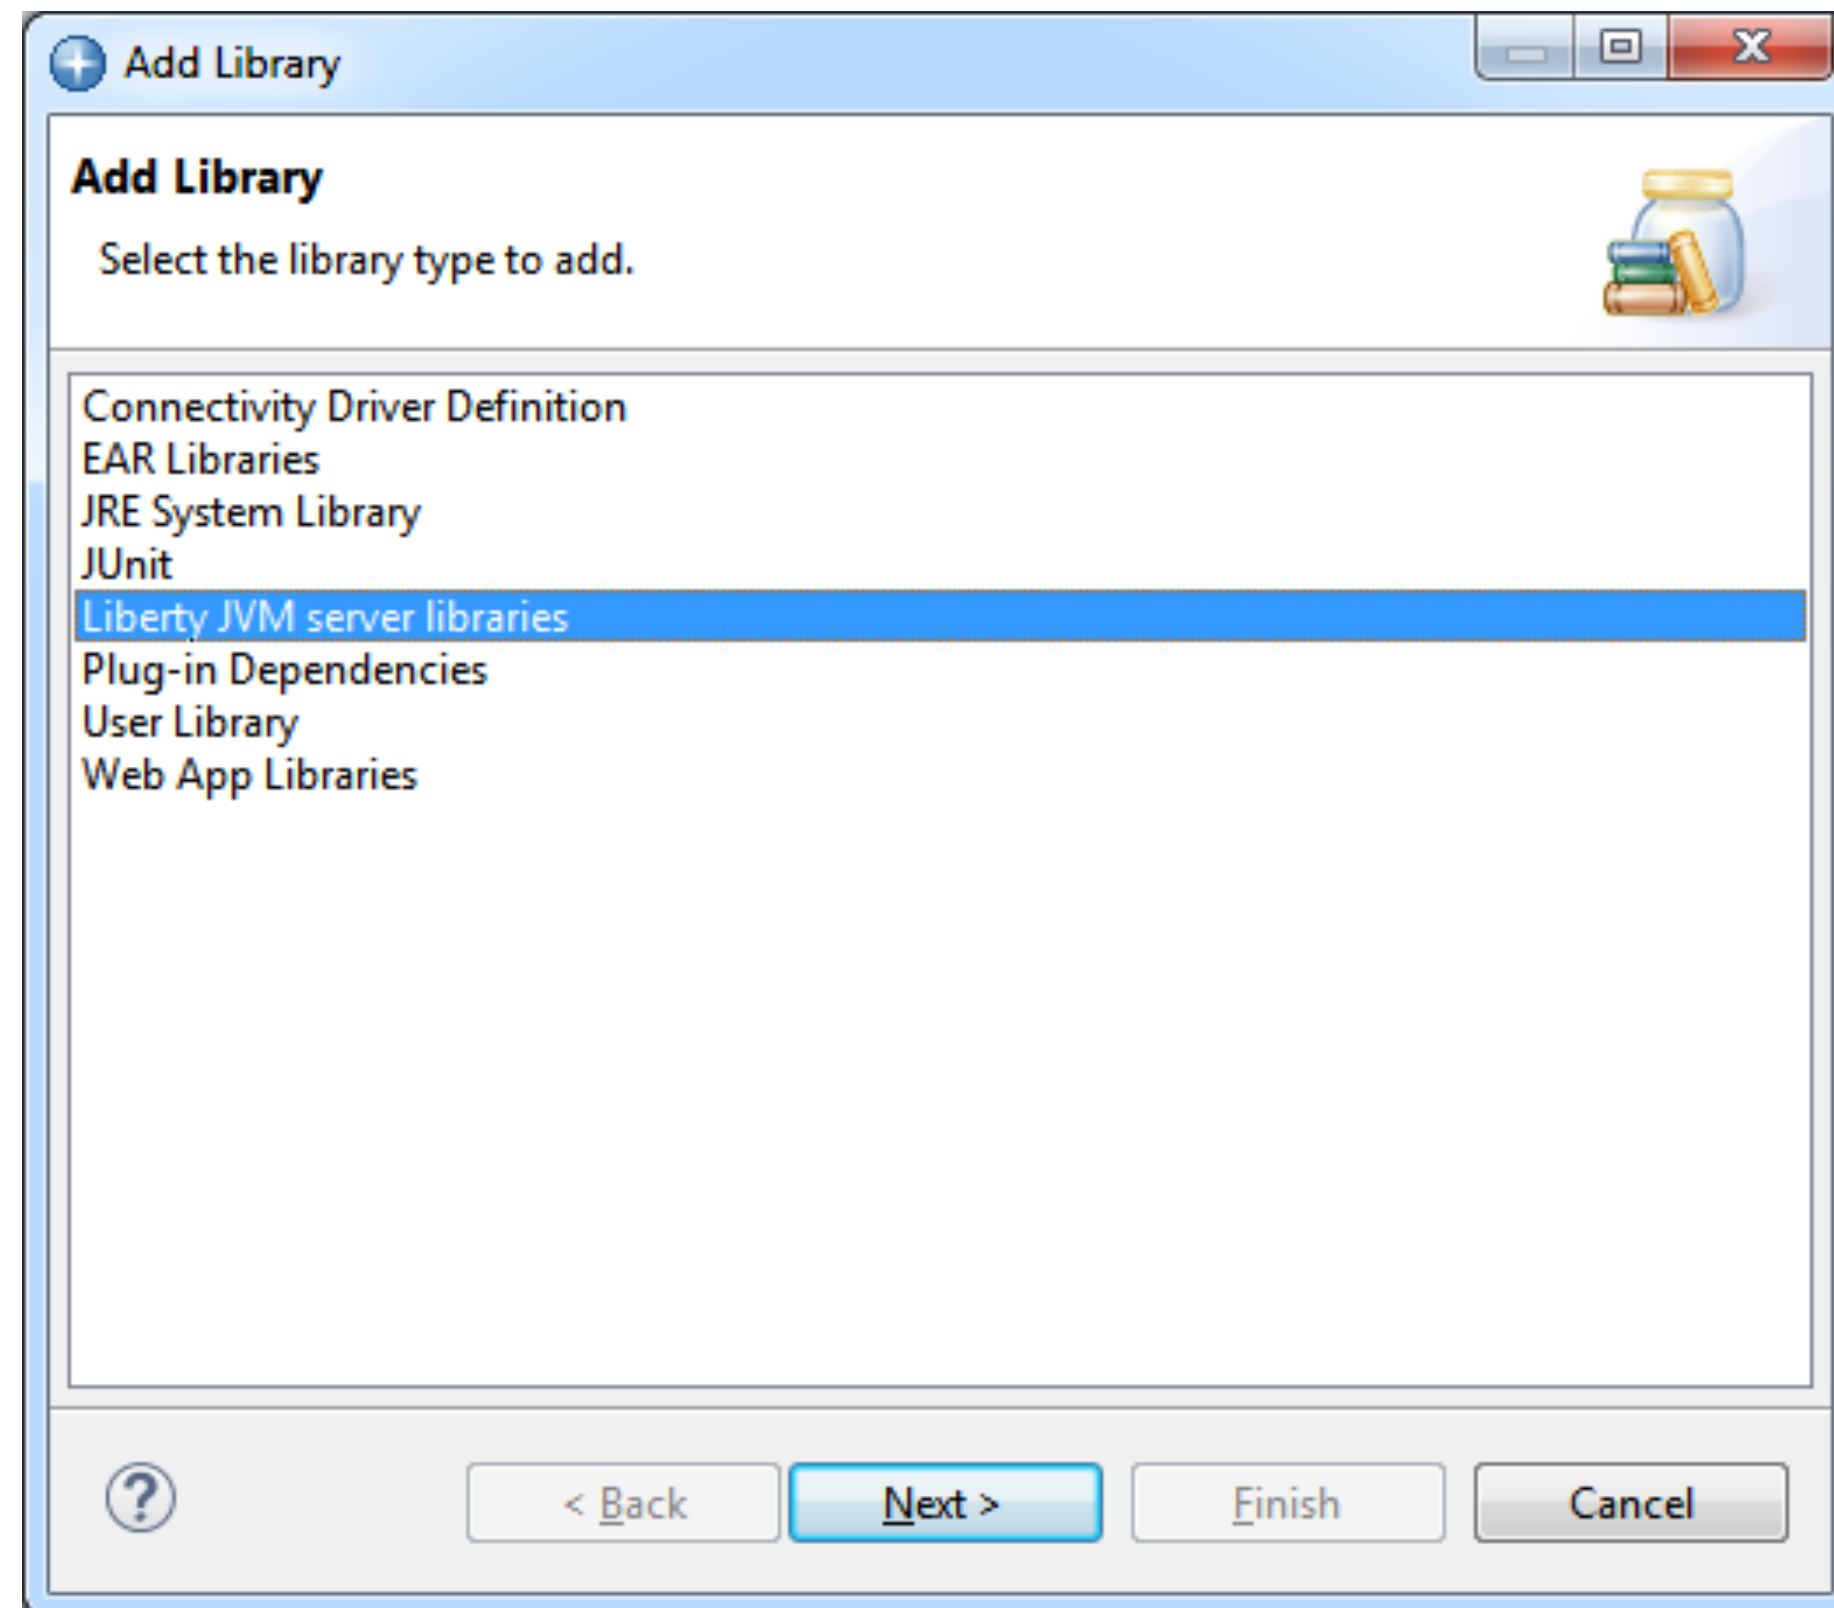 Add Library
Add Library
Select the library type to add.
Connectivity Driver Definition
EAR Libraries
JRE System Library
JUnit
Liberty JVM server libraries
Plug-in Dependencies
User Library
Web App Libraries
?
< Back
Next >
Finish
Cancel